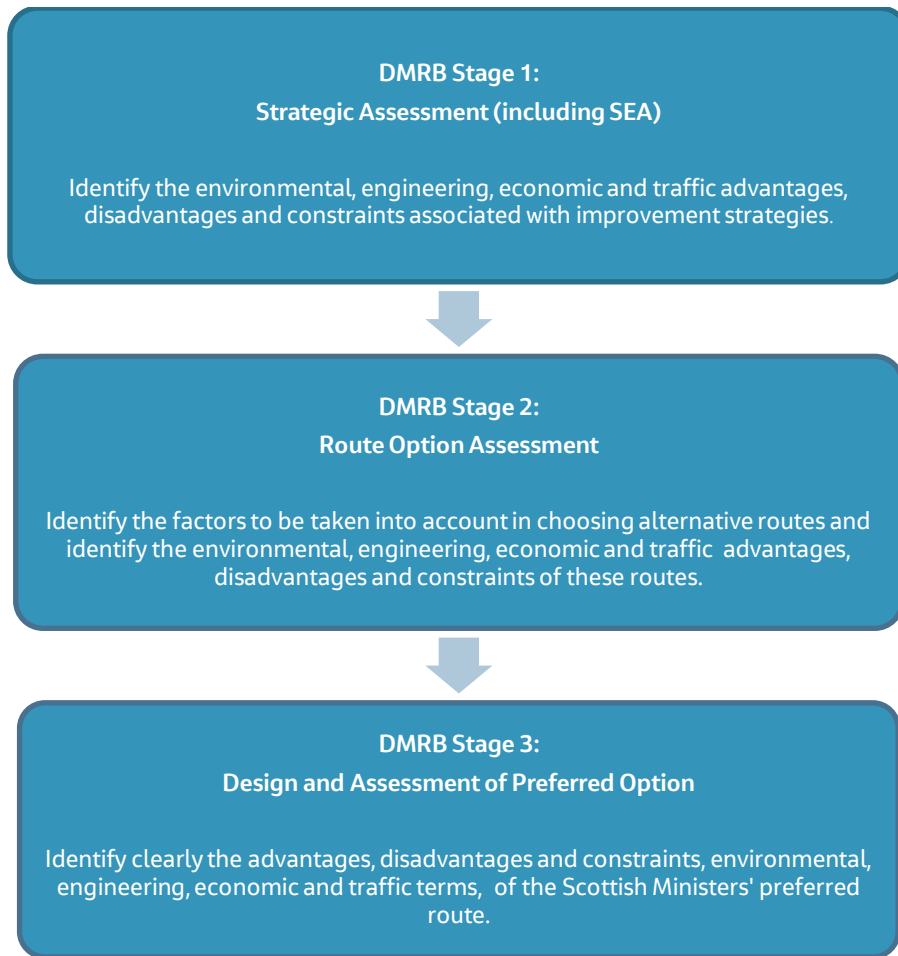 DMRB Stage 1:
Strategic Assessment (including SEA)
Identify the environmental, engineering, economic and traffic advantages,
disadvantages and constraints associated with improvement strategies.
DMRB Stage 2:
Route Option Assessment
Identify the factors to be taken into account in choosing alternative routes and
identify the environmental, engineering, economic and traffic advantages,
disadvantages and constraints of these routes.
DMRB Stage 3:
Design and Assessment of Preferred Option
Identify clearly the advantages, disadvantages and constraints, environmental,
engineering, economic and traffic terms, of the Scottish Ministers' preferred
route.